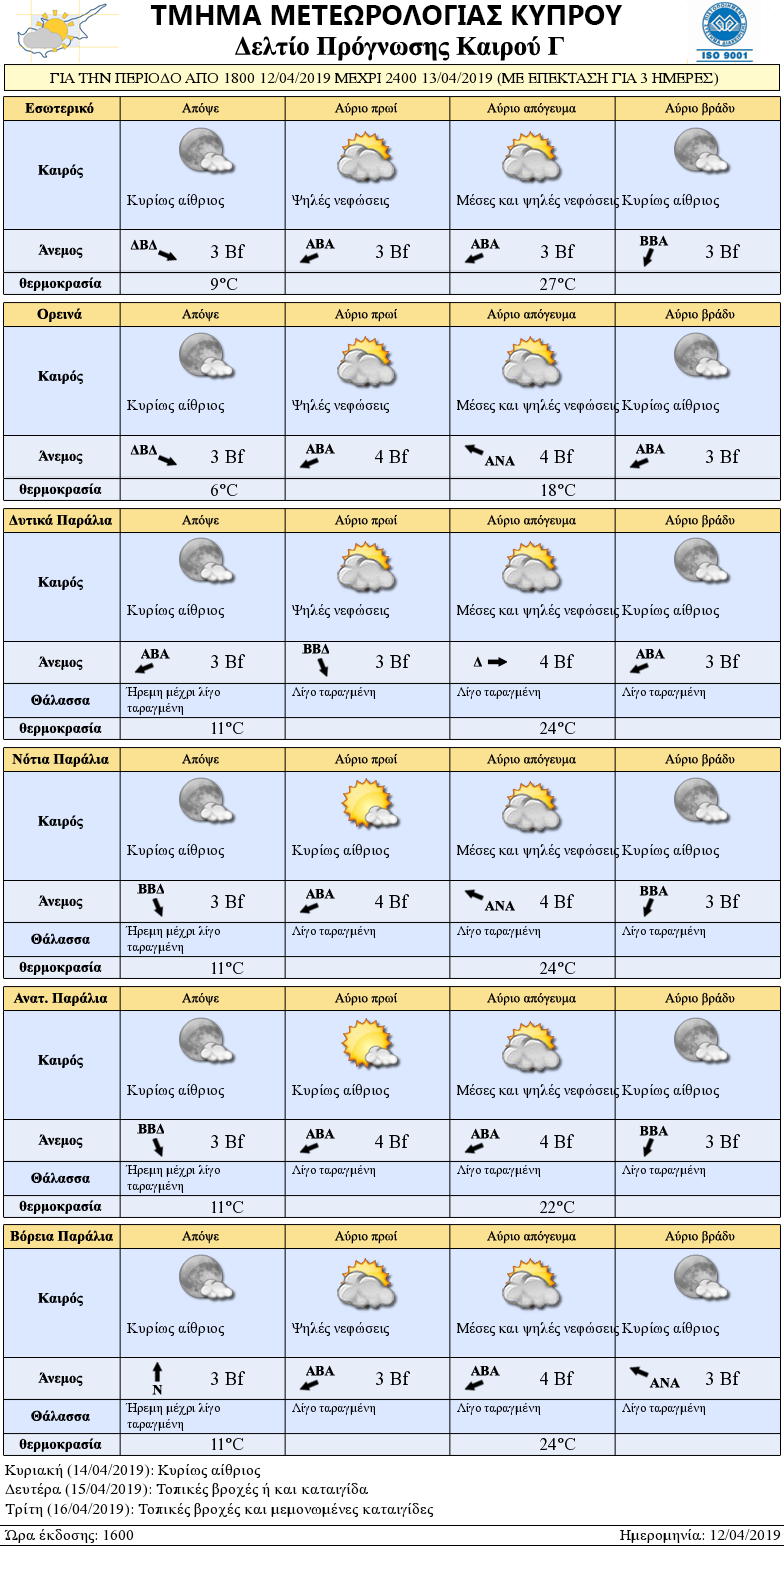 ΤΜΗΜΑ ΜΕΤΕΩΡΟΛΟΓΙΑΣ ΚΥΠΡΟΥ
Δελτίο Πρόγνωσης Καιρού Γ
ISO 9001
ΓΙΑ ΤΗΝ ΠΕΡΙΟΔΟ ΑΠΟ 1800 12/04/2019 ΜΕΧΡΙ 2400 13/04/2019 (ΜΕ ΕΠΕΚΤΑΣΗ ΓΙΑ 3 ΗΜΕΡΕΣ)
Εσωτερικό Απόψε Αύριο πρωί Αύριο απόγευμα Αύριο βράδυ
Καιρός Κυρίως αίθριος Ψηλές νεφώσεις Μέσες και ψηλές νεφώσεις Κυρίως αίθριος
Άνεμος ΔΒΔ 3 Bf ΑΒΑ 3 Bf ΑΒΑ 3 Bf ΒΒΑ 3 Bf
θερμοκρασία 9°C 27°C
Ορεινά Απόψε Αύριο πρωί Αύριο απόγευμα Αύριο βράδυ
Καιρός Κυρίως αίθριος Ψηλές νεφώσεις Μέσες και ψηλές νεφώσεις Κυρίως αίθριος
Άνεμος ΔΒΔ 3 Bf ΑΒΑ 4 Bf ΑΝΑ 4 Bf ΑΒΑ 3 Bf
θερμοκρασία 6°C 18°C
Δυτικά Παράλια Απόψε Αύριο πρωί Αύριο απόγευμα Αύριο βράδυ
Καιρός Κυρίως αίθριος Ψηλές νεφώσεις Μέσες και ψηλές νεφώσεις Κυρίως αίθριος
Άνεμος ΑΒΑ 3 Bf ΒΒΔ 3 Bf Δ 4 Bf ΑΒΑ 3 Bf
Θάλασσα Ήρεμη μέχρι λίγο ταραγμένη Λίγο ταραγμένη Λίγο ταραγμένη Λίγο ταραγμένη
θερμοκρασία 11°C 24°C
Νότια Παράλια Απόψε Αύριο πρωί Αύριο απόγευμα Αύριο βράδυ
Καιρός Κυρίως αίθριος Κυρίως αίθριος Μέσες και ψηλές νεφώσεις Κυρίως αίθριος
Άνεμος ΒΒΔ 3 Bf ΑΒΑ 4 Bf ΑΝΑ 4 Bf ΒΒΑ 3 Bf
Θάλασσα Ήρεμη μέχρι λίγο ταραγμένη Λίγο ταραγμένη Λίγο ταραγμένη Λίγο ταραγμένη
θερμοκρασία 11°C 24°C
Ανατ. Παράλια Απόψε Αύριο πρωί Αύριο απόγευμα Αύριο βράδυ
Καιρός Κυρίως αίθριος Κυρίως αίθριος Μέσες και ψηλές νεφώσεις Κυρίως αίθριος
Άνεμος ΒΒΔ 3 Bf ΑΒΑ 4 Bf ΑΒΑ 4 Bf ΒΒΑ 3 Bf
Θάλασσα Ήρεμη μέχρι λίγο ταραγμένη Λίγο ταραγμένη Λίγο ταραγμένη Λίγο ταραγμένη
θερμοκρασία 11°C 22°C
Βόρεια Παράλια Απόψε Αύριο πρωί Αύριο απόγευμα Αύριο βράδυ
Καιρός Κυρίως αίθριος Ψηλές νεφώσεις Μέσες και ψηλές νεφώσεις Κυρίως αίθριος
Άνεμος Ν 3 Bf ΑΒΑ 3 Bf ΑΒΑ 4 Bf ΑΝΑ 3 Bf
Θάλασσα Ήρεμη μέχρι λίγο ταραγμένη Λίγο ταραγμένη Λίγο ταραγμένη Λίγο ταραγμένη
θερμοκρασία 11°C 24°C
Κυριακή (14/04/2019): Κυρίως αίθριος
Δευτέρα (15/04/2019): Τοπικές βροχές ή και καταιγίδα
Τρίτη (16/04/2019): Τοπικές βροχές και μεμονωμένες καταιγίδες
Ώρα έκδοσης: 1600 Ημερομηνία: 12/04/2019